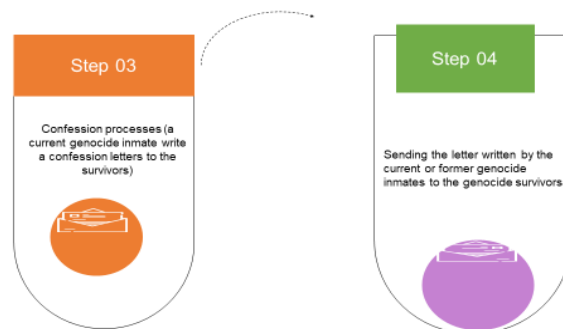 Step 03
Confession processes (a
current genocide inmate write
a confession letters to the
survivors)
Step 04
Sending the letter written by the
current or former genocide
inmates to the genocide survivors